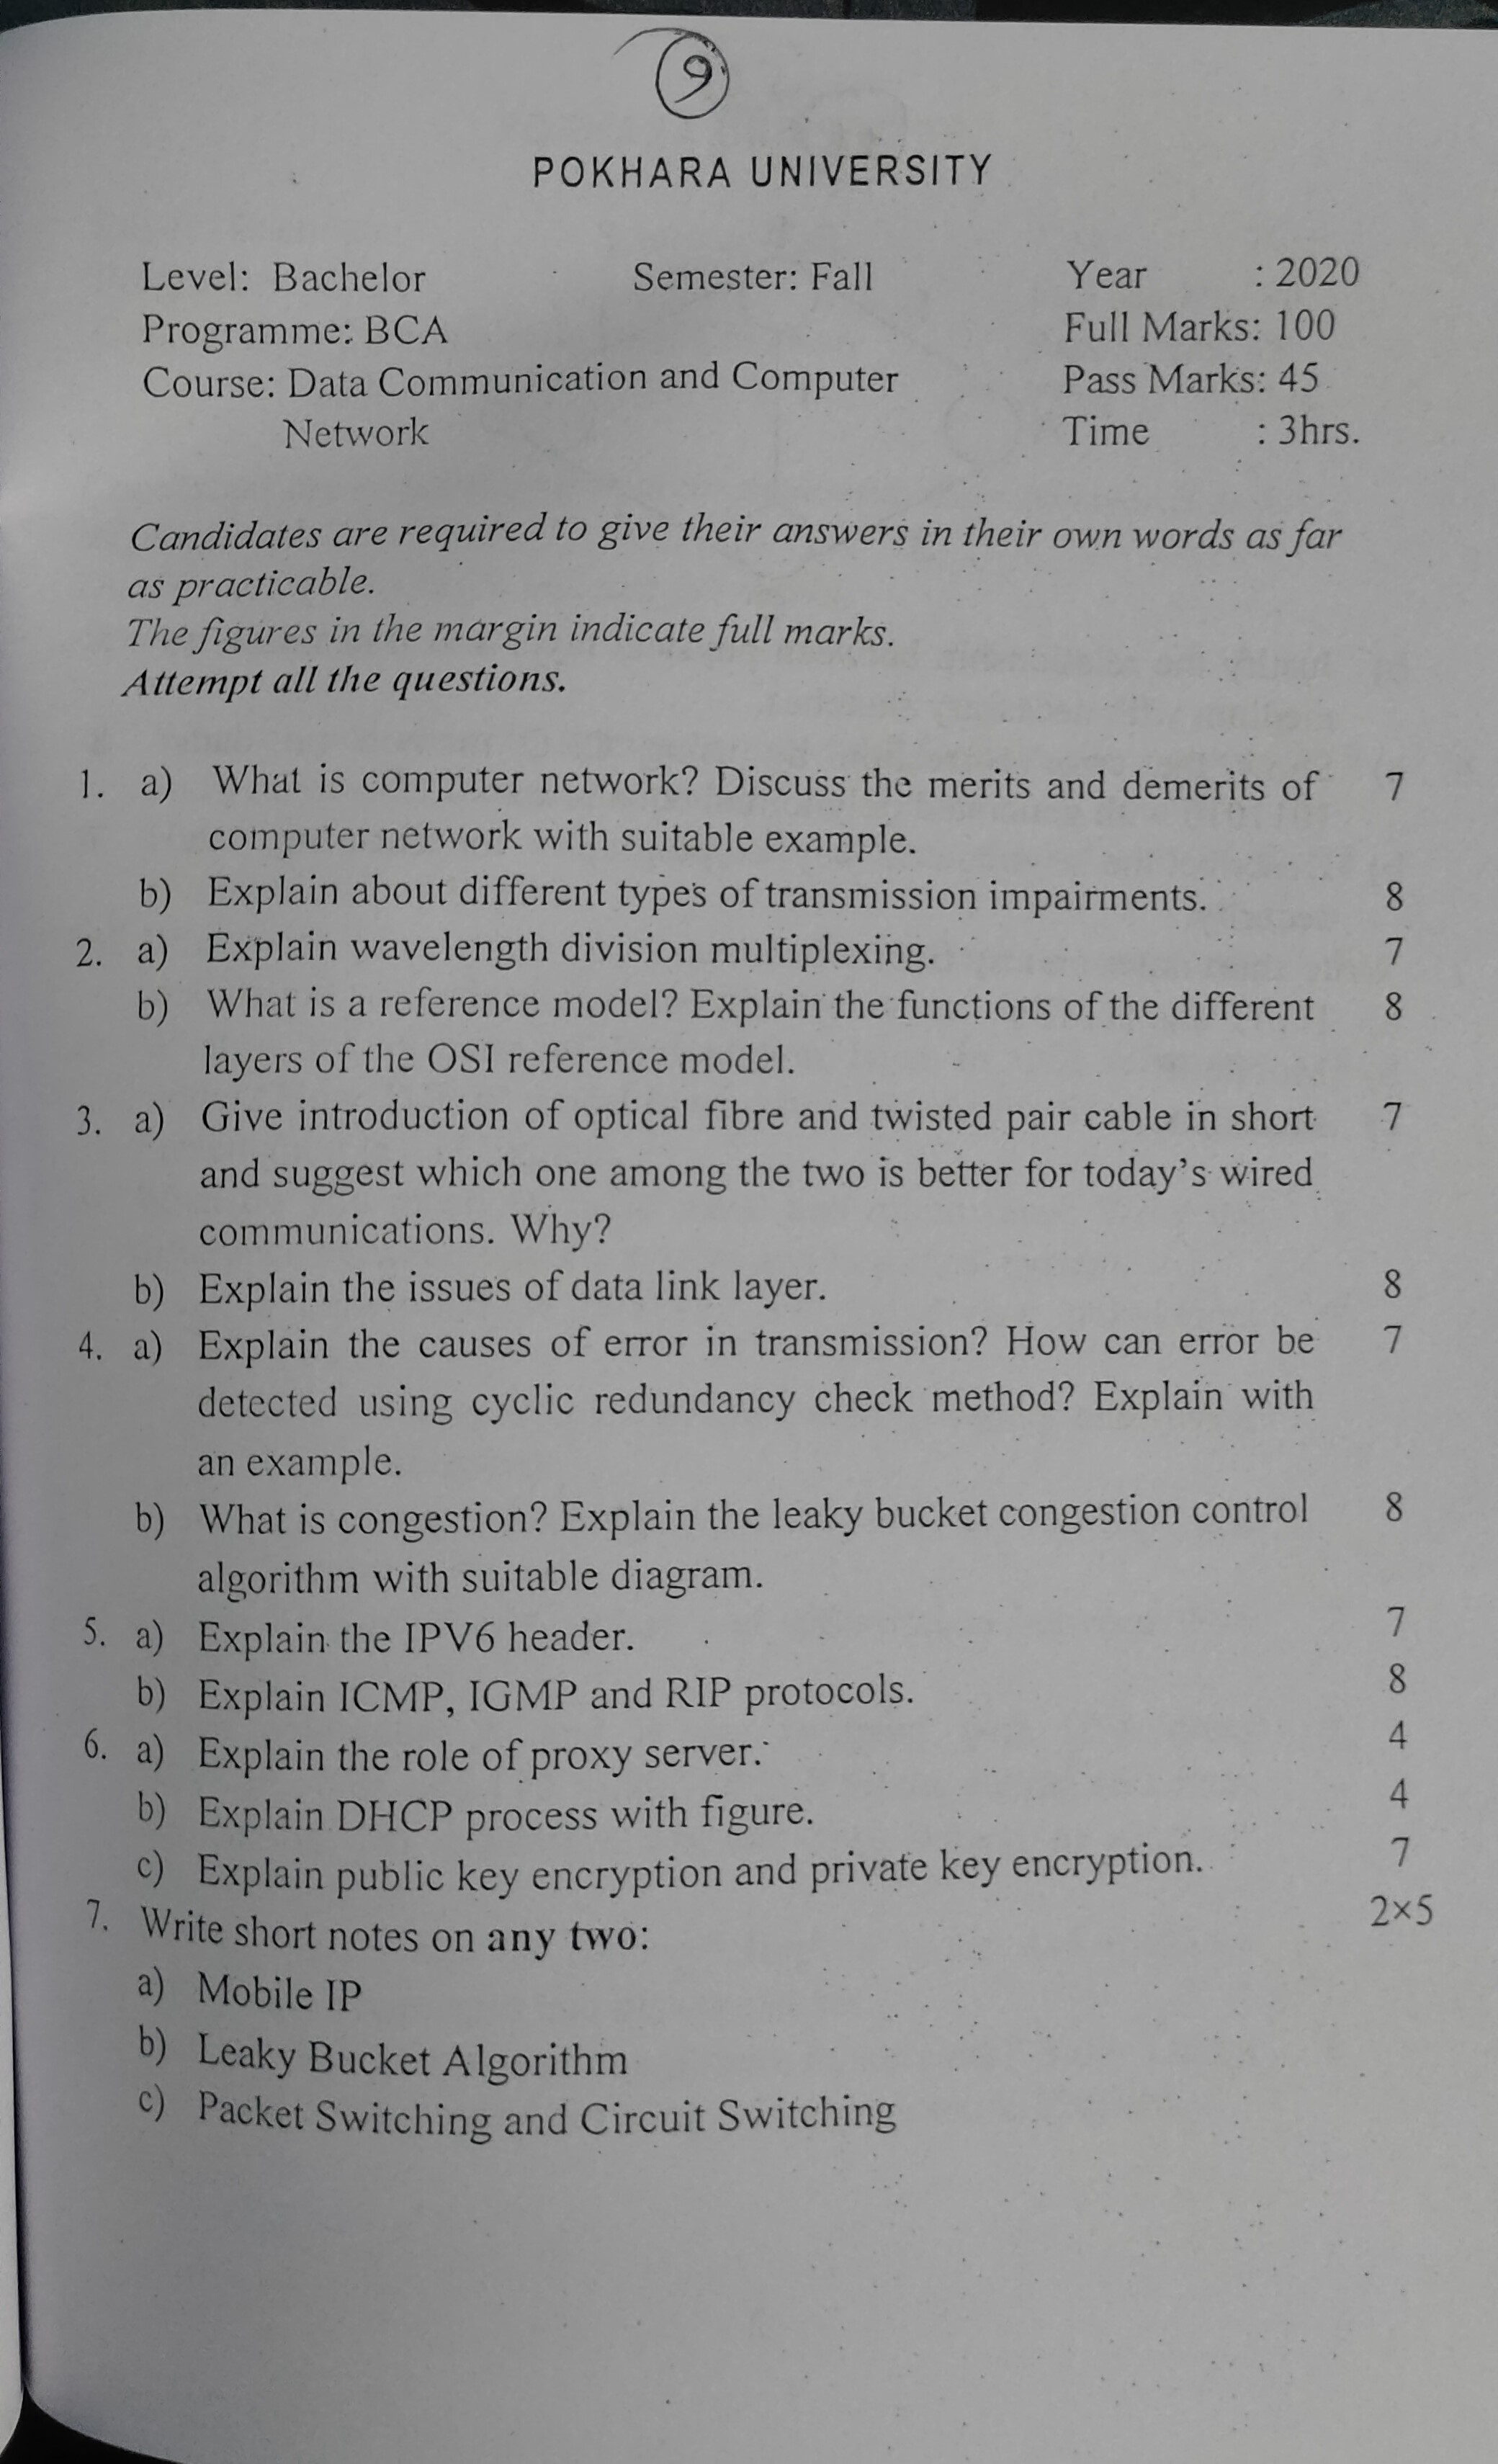 9
POKHARA UNIVERSITY
Level: Bachelor Semester: Fall Year : 2020
Programme: BCA Full Marks: 100
Course: Data Communication and Computer Pass Marks: 45
Network Time : 3hrs.
Candidates are required to give their answers in their own words as far
as practicable.
The figures in the margin indicate full marks.
Attempt all the questions.
1. a) What is computer network? Discuss the merits and demerits of 7
computer network with suitable example.
b) Explain about different types of transmission impairments. 8
2. a) Explain wavelength division multiplexing. 7
b) What is a reference model? Explain the functions of the different 8
layers of the OSI reference model.
3. a) Give introduction of optical fibre and twisted pair cable in short 7
and suggest which one among the two is better for today's wired
communications. Why?
b) Explain the issues of data link layer. 8
4. a) Explain the causes of error in transmission? How can error be 7
detected using cyclic redundancy check method? Explain with
an example.
b) What is congestion? Explain the leaky bucket congestion control 8
algorithm with suitable diagram.
5. a) Explain the IPV6 header. 7
b) Explain ICMP, IGMP and RIP protocols. 8
6. a) Explain the role of proxy server. 4
b) Explain DHCP process with figure. 4
c) Explain public key encryption and private key encryption. 7
7. Write short notes on any two: 2×5
a) Mobile IP
b) Leaky Bucket Algorithm
c) Packet Switching and Circuit Switching